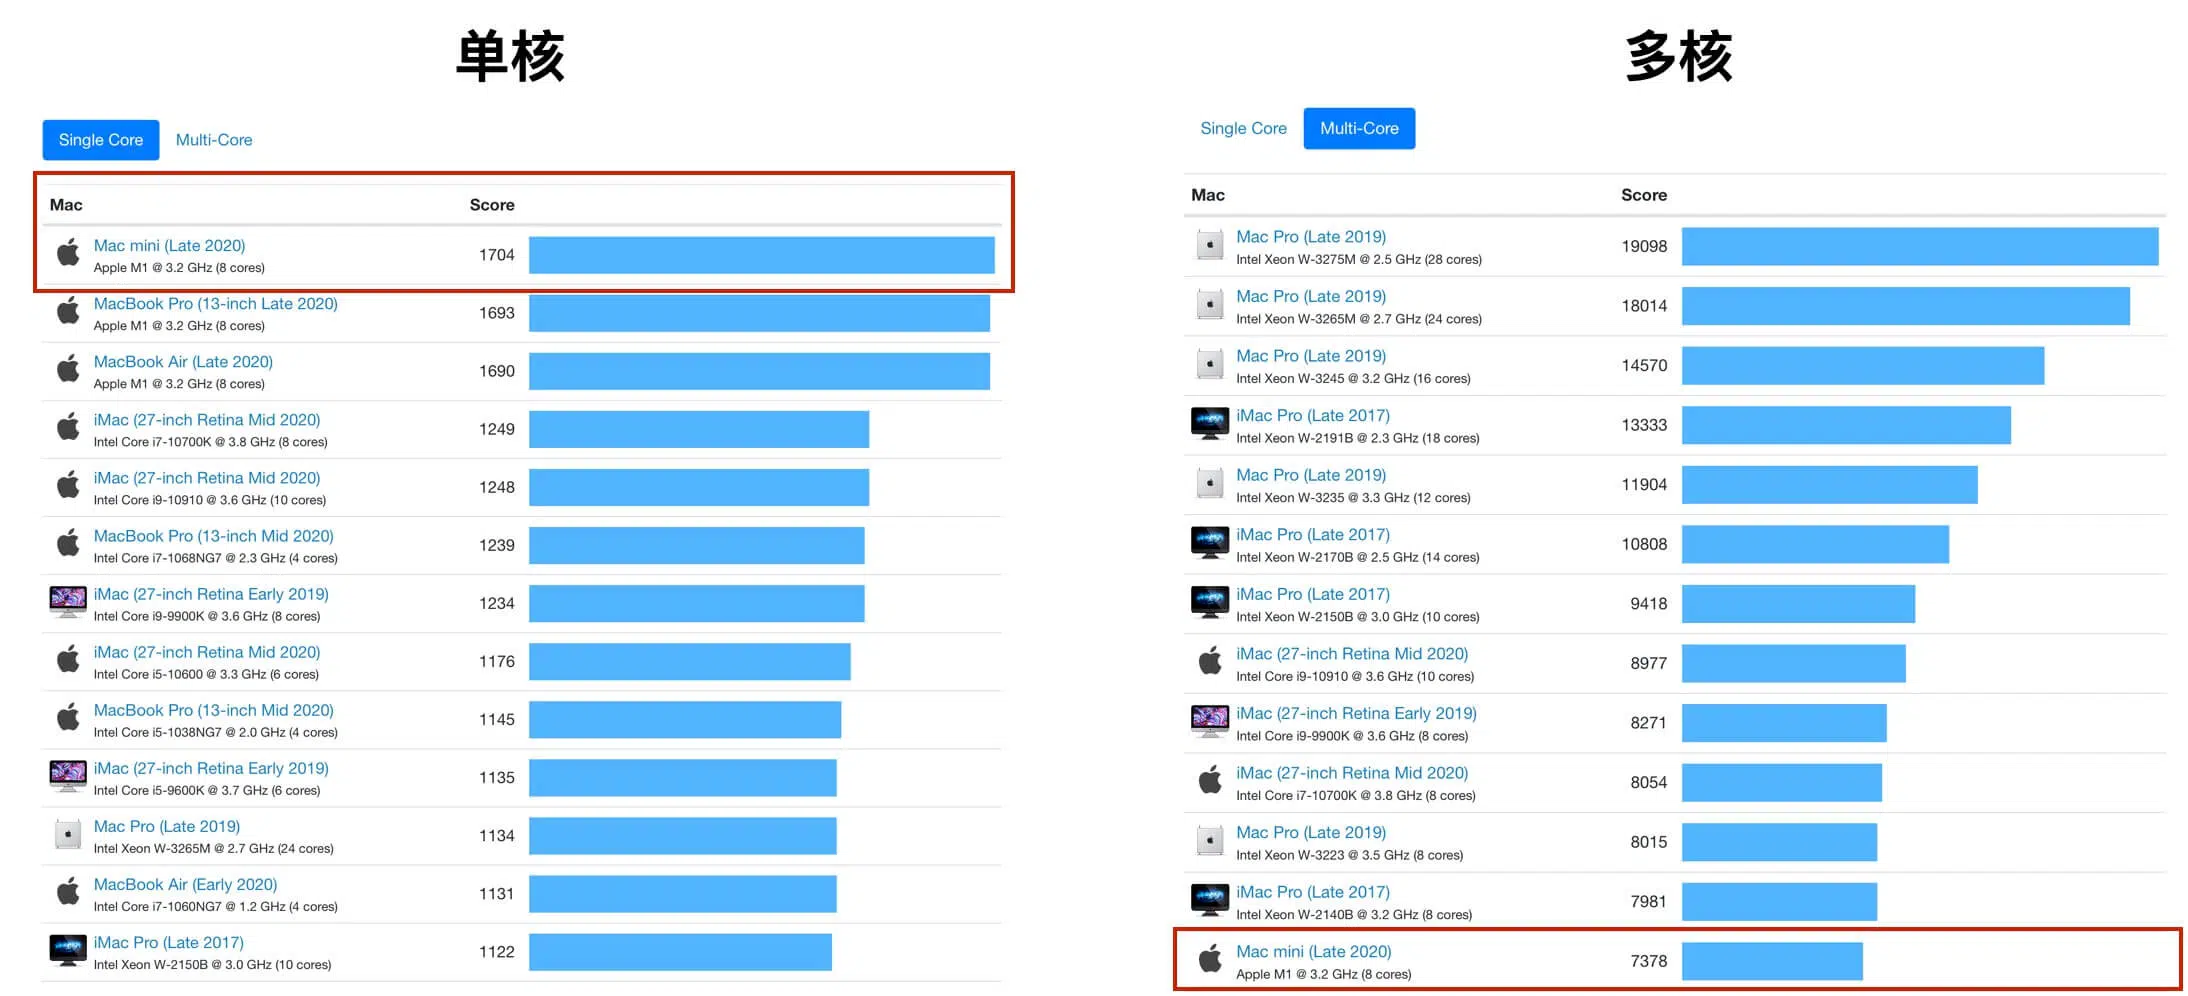 单核
Single Core Multi-Core
Mac Score
Mac mini (Late 2020)
Apple M1 @ 3.2 GHz (8 cores)
1704
MacBook Pro (13-inch Late 2020)
Apple M1 @ 3.2 GHz (8 cores)
1693
MacBook Air (Late 2020)
Apple M1 @ 3.2 GHz (8 cores)
1690
iMac (27-inch Retina Mid 2020)
Intel Core i7-10700K @ 3.8 GHz (8 cores)
1249
iMac (27-inch Retina Mid 2020)
Intel Core i9-10910 @ 3.6 GHz (10 cores)
1248
MacBook Pro (13-inch Mid 2020)
Intel Core i7-1068NG7 @ 2.3 GHz (4 cores)
1239
iMac (27-inch Retina Early 2019)
Intel Core i9-9900K @ 3.6 GHz (8 cores)
1234
iMac (27-inch Retina Mid 2020)
Intel Core i5-10600 @ 3.3 GHz (6 cores)
1176
MacBook Pro (13-inch Mid 2020)
Intel Core i5-1038NG7 @ 2.0 GHz (4 cores)
1145
iMac (27-inch Retina Early 2019)
Intel Core i5-9600K @ 3.7 GHz (6 cores)
1135
Mac Pro (Late 2019)
Intel Xeon W-3265M @ 2.7 GHz (24 cores)
1134
MacBook Air (Early 2020)
Intel Core i7-1060NG7 @ 1.2 GHz (4 cores)
1131
iMac Pro (Late 2017)
Intel Xeon W-2150B @ 3.0 GHz (10 cores)
1122
多核
Single Core Multi-Core
Mac Score
Mac Pro (Late 2019)
Intel Xeon W-3275M @ 2.5 GHz (28 cores)
19098
Mac Pro (Late 2019)
Intel Xeon W-3265M @ 2.7 GHz (24 cores)
18014
Mac Pro (Late 2019)
Intel Xeon W-3245 @ 3.2 GHz (16 cores)
14570
iMac Pro (Late 2017)
Intel Xeon W-2191B @ 2.3 GHz (18 cores)
13333
Mac Pro (Late 2019)
Intel Xeon W-3235 @ 3.3 GHz (12 cores)
11904
iMac Pro (Late 2017)
Intel Xeon W-2170B @ 2.5 GHz (14 cores)
10808
iMac Pro (Late 2017)
Intel Xeon W-2150B @ 3.0 GHz (10 cores)
9418
iMac (27-inch Retina Mid 2020)
Intel Core i9-10910 @ 3.6 GHz (10 cores)
8977
iMac (27-inch Retina Early 2019)
Intel Core i9-9900K @ 3.6 GHz (8 cores)
8271
iMac (27-inch Retina Mid 2020)
Intel Core i7-10700K @ 3.8 GHz (8 cores)
8054
Mac Pro (Late 2019)
Intel Xeon W-3223 @ 3.5 GHz (8 cores)
8015
iMac Pro (Late 2017)
Intel Xeon W-2140B @ 3.2 GHz (8 cores)
7981
Mac mini (Late 2020)
Apple M1 @ 3.2 GHz (8 cores)
7378